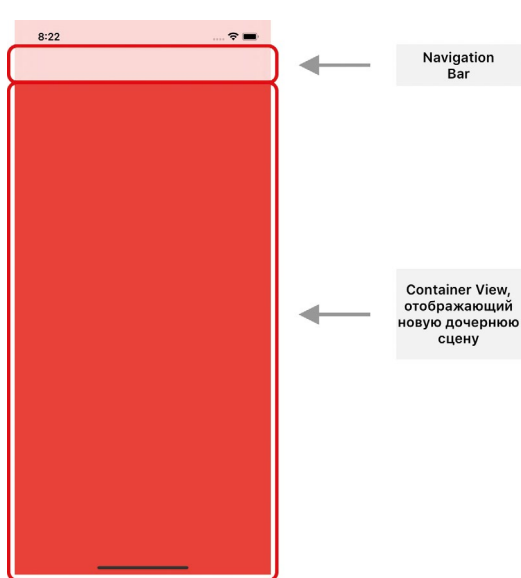 8:22
Navigation
Bar
Container View,
отображающий
новую дочернюю
сцену